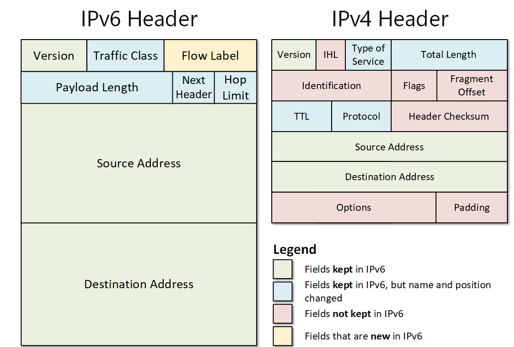 IPv6 Header
Version Traffic Class Flow Label
Payload Length Next Header Hop Limit
Source Address
Destination Address
IPv4 Header
Version IHL Type of Service Total Length
Identification Flags Fragment Offset
TTL Protocol Header Checksum
Source Address
Destination Address
Options Padding
Legend
Fields kept in IPv6
Fields kept in IPv6, but name and position
changed
Fields not kept in IPv6
Fields that are new in IPv6